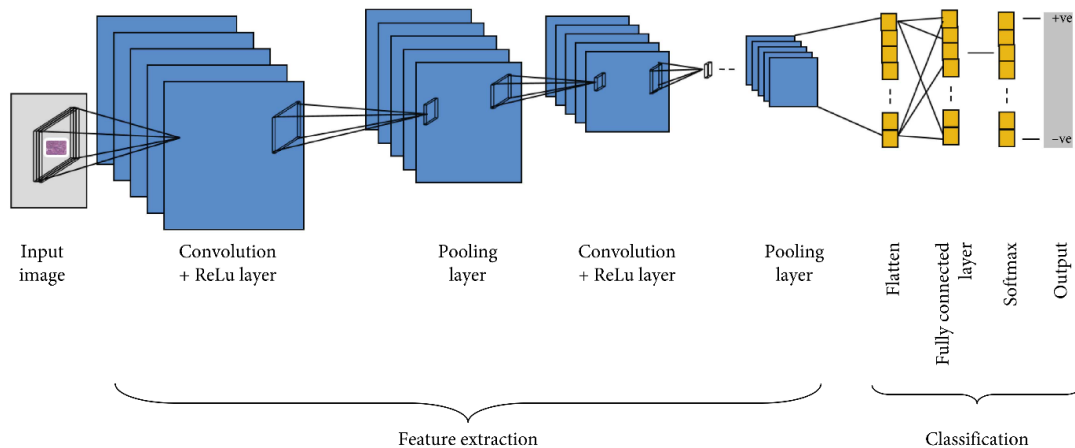 +ve
−ve
Input
image
Convolution
+ ReLu layer
Pooling
layer
Convolution
+ ReLu layer
Pooling
layer
Flatten
Fully connected
layer
Softmax
Output
Feature extraction
Classification